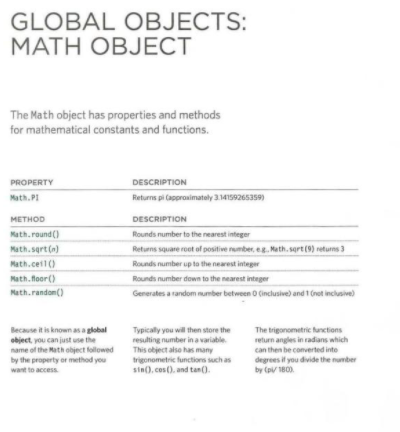 GLOBAL OBJECTS:
MATH OBJECT
The Math object has properties and methods
for mathematical constants and functions.
PROPERTY DESCRIPTION
Math.PI Returns pi (approximately 3.14159265359)
METHOD DESCRIPTION
Math.round() Rounds number to the nearest integer
Math.sqrt(n) Returns square root of positive number, e.g., Math.sqrt(9) returns 3
Math.ceil() Rounds number up to the nearest integer
Math.floor() Rounds number down to the nearest integer
Math.random() Generates a random number between 0 (inclusive) and 1 (not inclusive)
Because it is known as a global
object, you can just use the
name of the Math object followed
by the property or method you
want to access.
Typically you will then store the
resulting number in a variable.
This object also has many
trigonometric functions such as
sin(), cos(), and tan().
The trigonometric functions
return angles in radians which
can then be converted into
degrees if you divide the number
by (pi/ 180).